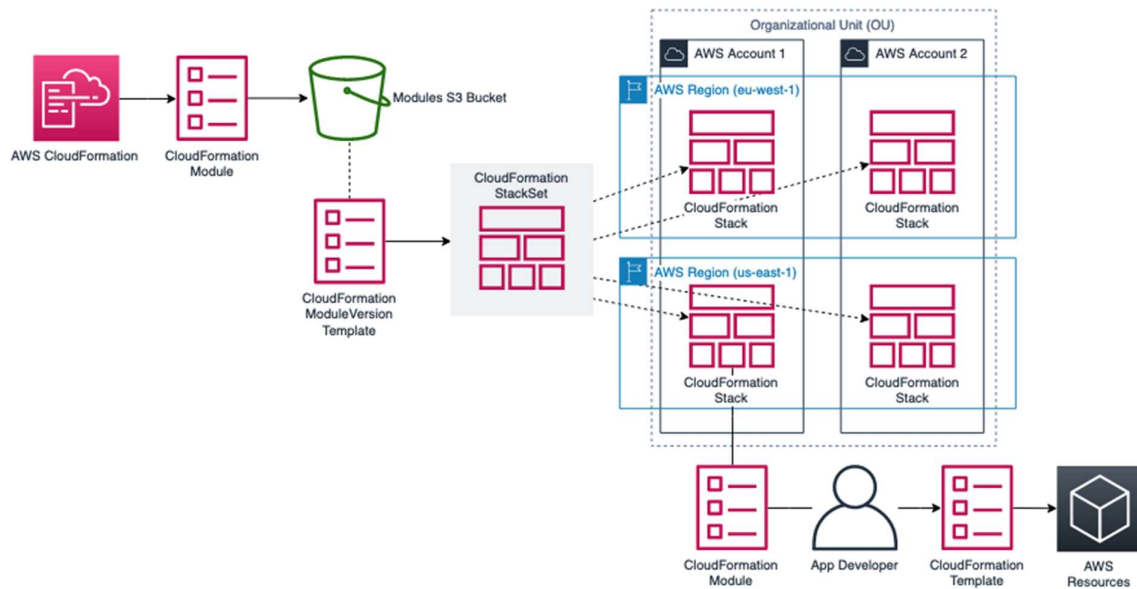 Organizational Unit (OU)
AWS Account 1
AWS Account 2
AWS Region (eu-west-1)
Modules S3 Bucket
AWS CloudFormation
CloudFormation
Module
CloudFormation
StackSet
CloudFormation
Stack
CloudFormation
Stack
AWS Region (us-east-1)
CloudFormation
ModuleVersion
Template
CloudFormation
Stack
CloudFormation
Stack
CloudFormation
Module
App Developer
CloudFormation
Template
AWS
Resources